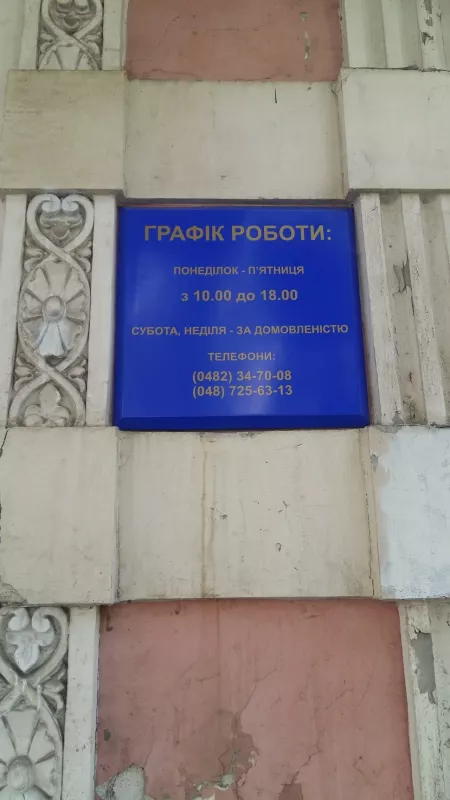 ГРАФІК РОБОТИ:
ПОНЕДІЛОК - П'ЯТНИЦЯ
з 10.00 до 18.00
СУБОТА, НЕДІЛЯ - ЗА ДОМОВЛЕНІСТЮ
ТЕЛЕФОНИ:
(0482) 34-70-08
(048) 725-63-13